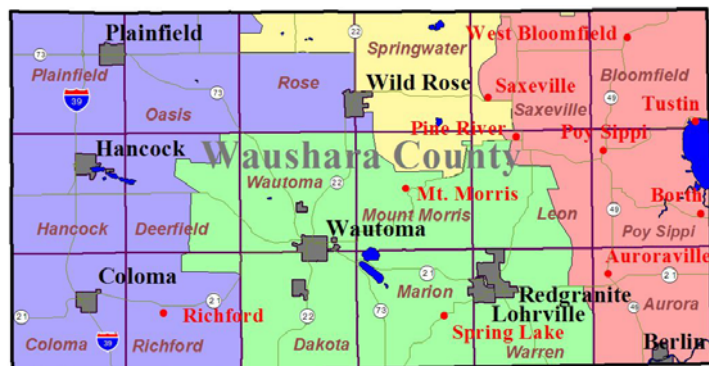 Plainfield
22
Springwater
West Bloomfield
73
Plainfield
39
73
Rose
Wild Rose
Bloomfield
Saxeville
49
Saxeville
Tustin
Oasis
Pine River
Poy Sippi
Hancock
Waushara County
Wautoma
22
Mt. Morris
Mount Morris
Borth
Hancock
Deerfield
Wautoma
Leon
49
Poy Sippi
Auroraville
Coloma
21
21
Marion
Redgranite
Aurora
21
21
Richford
22
73
Lohrville
49
39
Spring Lake
Berlin
Coloma
Richford
Dakota
Warren